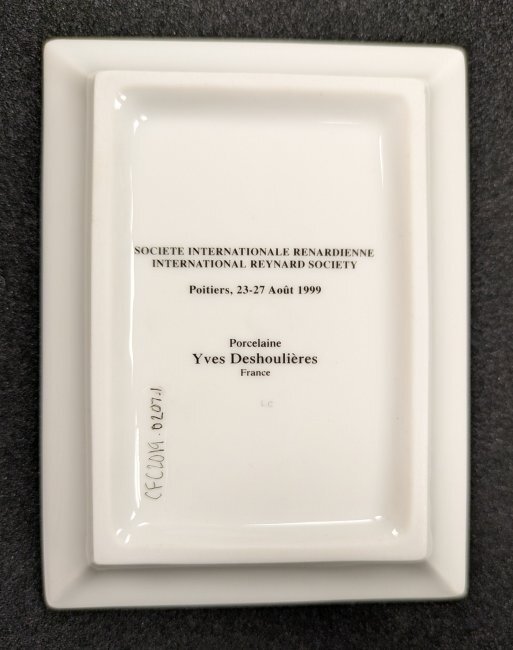 SOCIETE INTERNATIONALE RENARDIENNE
INTERNATIONAL REYNARD SOCIETY
Poitiers, 23-27 Août 1999
Porcelaine
Yves Deshoulières
France
CFC2019.0207.1